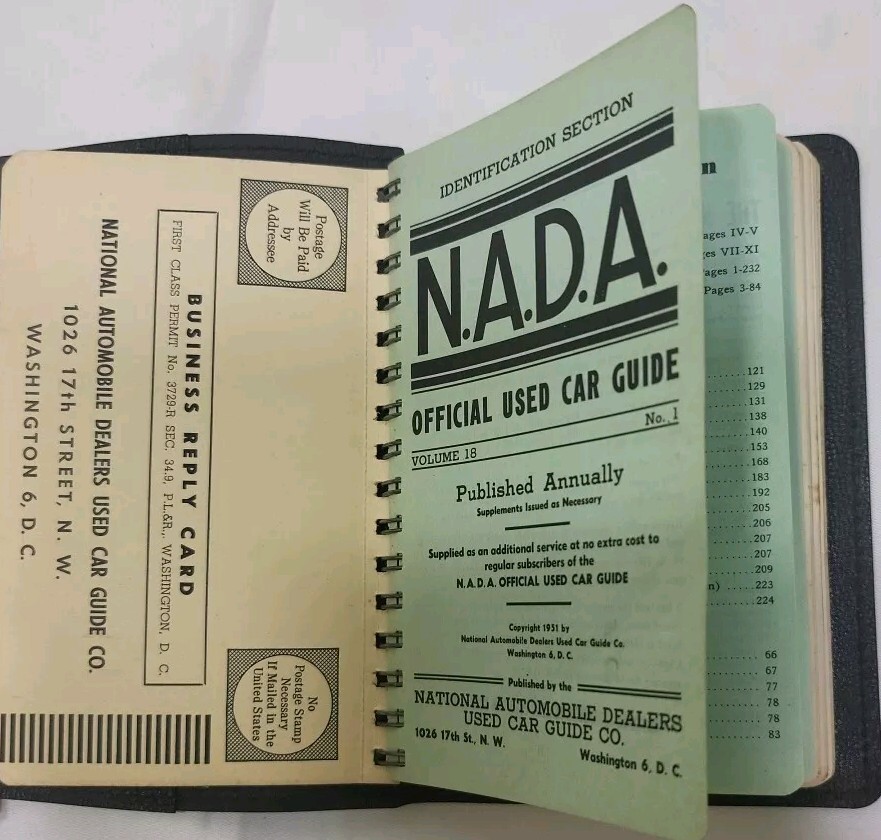 Postage
Will Be Paid
by
Addressee
No
Postage Stamp
Necessary
If Mailed in the
United States
BUSINESS REPLY CARD
FIRST CLASS PERMIT No. 3729-R SEC. 34.9, P.L.&R., WASHINGTON, D. C.
NATIONAL AUTOMOBILE DEALERS USED CAR GUIDE CO.
1026 17th STREET, N. W.
WASHINGTON 6, D. C.
IDENTIFICATION SECTION
N.A.D.A.
OFFICIAL USED CAR GUIDE
VOLUME 18 No. 1
Published Annually
Supplements Issued as Necessary
Supplied as an additional service at no extra cost to
regular subscribers of the
N.A.D.A. OFFICIAL USED CAR GUIDE
Copyright 1951 by
National Automobile Dealers Used Car Guide Co.
Washington 6, D. C.
Published by the
NATIONAL AUTOMOBILE DEALERS
USED CAR GUIDE CO.
1026 17th St., N. W.
Washington 6, D. C.
ages IV-V
es VII-XI
ages 1-232
Pages 3-84
121
129
131
138
140
153
168
183
192
205
206
207
207
209
n) 223
224
66
67
77
78
78
83